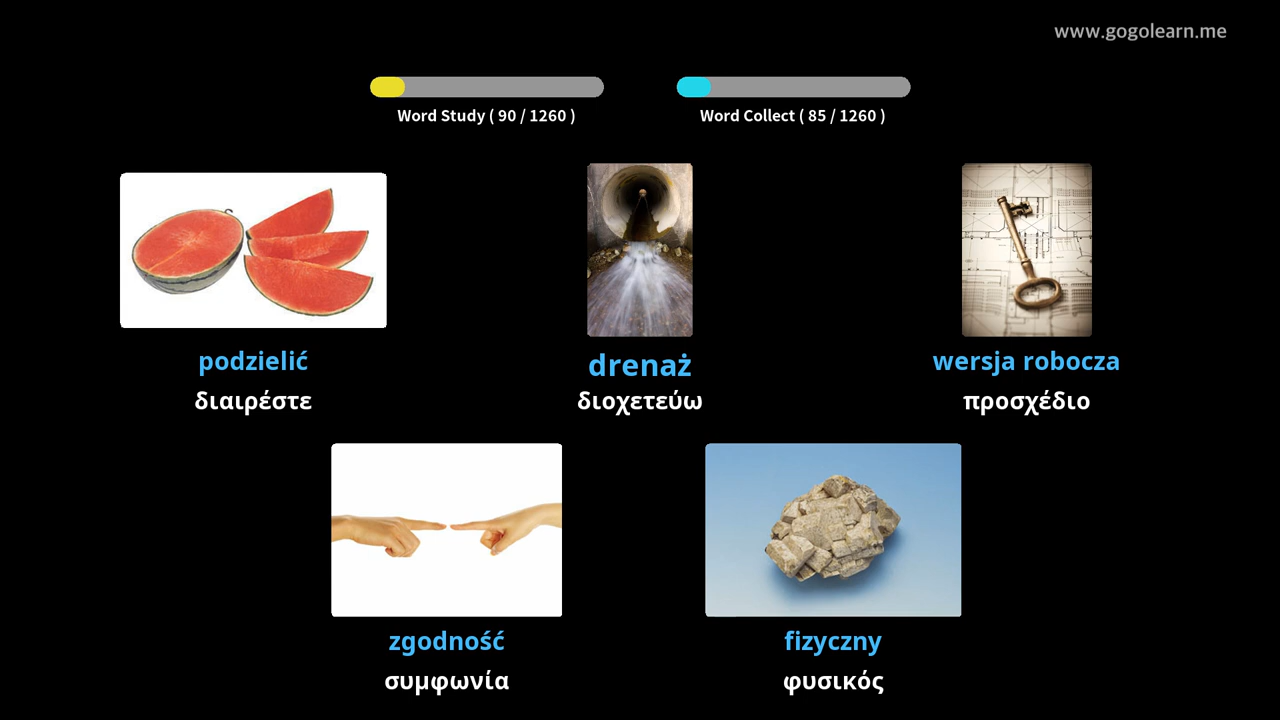 www.gogolearn.me
Word Study ( 90 / 1260 )
Word Collect ( 85 / 1260 )
podzielić
διαιρέστε
drenaż
διοχετεύω
wersja robocza
προσχέδιο
zgodność
συμφωνία
fizyczny
φυσικός